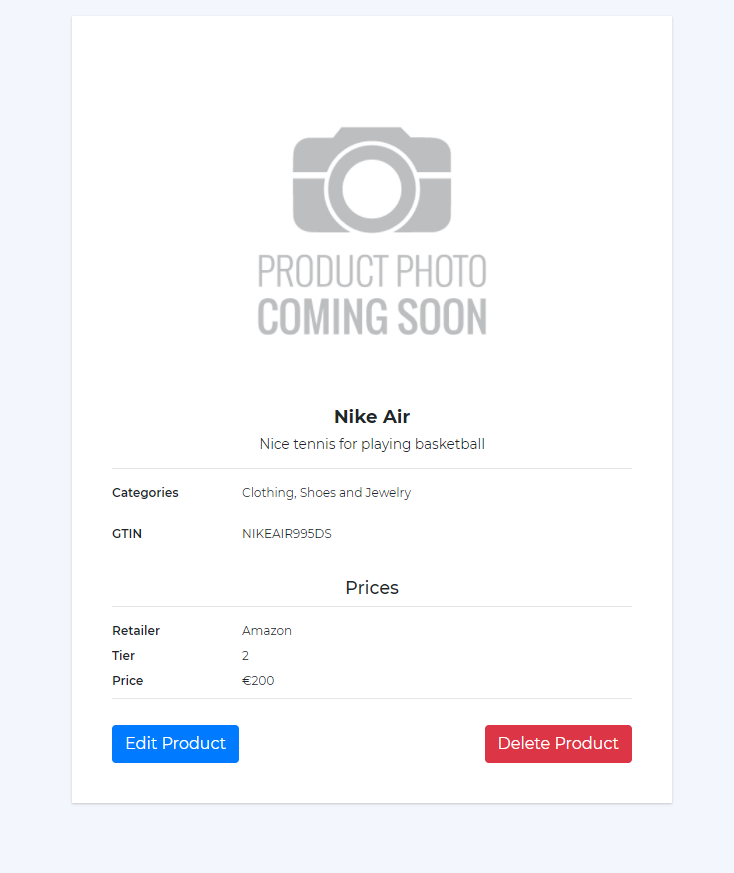 PRODUCT PHOTO
COMING SOON
Nike Air
Nice tennis for playing basketball
Categories Clothing, Shoes and Jewelry
GTIN NIKEAIR995DS
Prices
Retailer Amazon
Tier 2
Price €200
Edit Product Delete Product